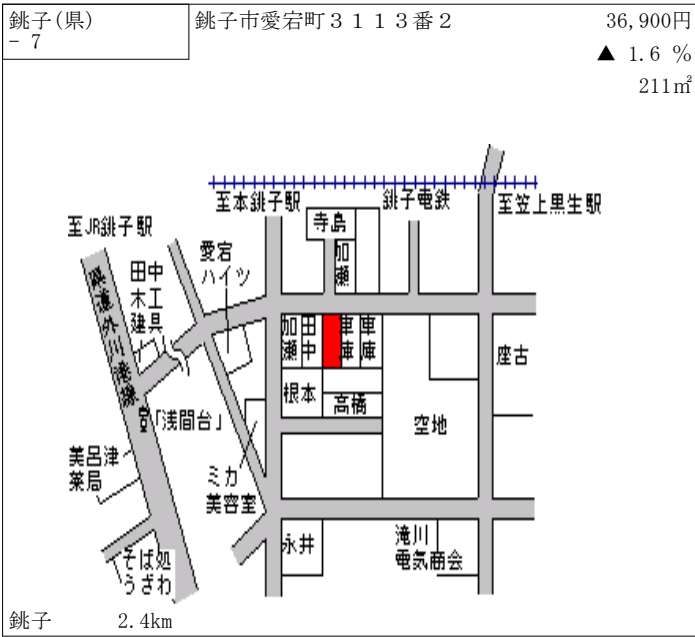 銚子(県)
- 7
銚子市愛宕町３１１３番２
36,900円
▲ 1.6 %
211㎡
至本銚子駅
銚子電鉄
至笠上黒生駅
至JR銚子駅
寺島
加瀬
愛宕
ハイツ
田中
木工
建具
県道外川港線
加瀬
田中
車庫
車庫
座古
根本
高橋
空地
「浅間台」
美呂津
薬局
ミカ
美容室
永井
滝川
電気商会
そば処
うざわ
銚子
2.4km